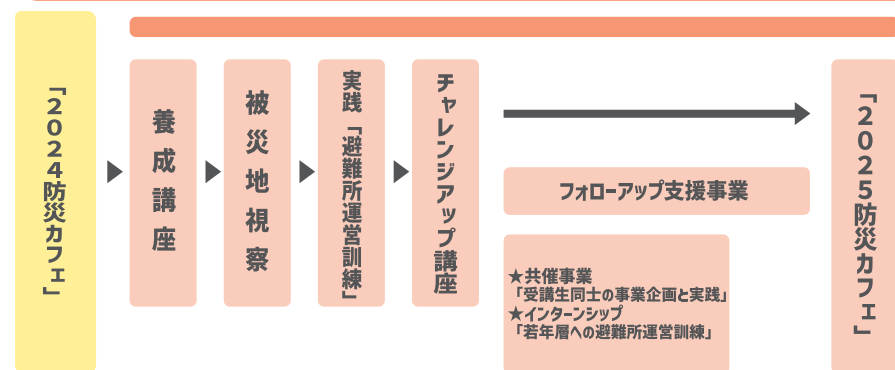 「2024防災カフェ」
養成講座
被災地視察
実践「避難所運営訓練」
チャレンジアップ講座
フォローアップ支援事業
★共催事業
「受講生同士の事業企画と実践」
★インターンシップ
「若年層への避難所運営訓練」
「2025防災カフェ」